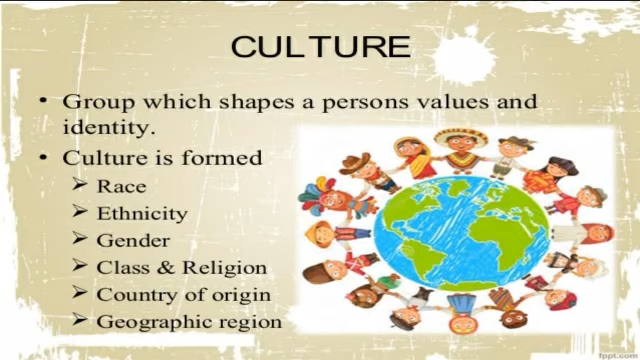 CULTURE
• Group which shapes a persons values and
identity.
• Culture is formed
➢ Race
➢ Ethnicity
➢ Gender
➢ Class & Religion
➢ Country of origin
➢ Geographic region
fppt.com